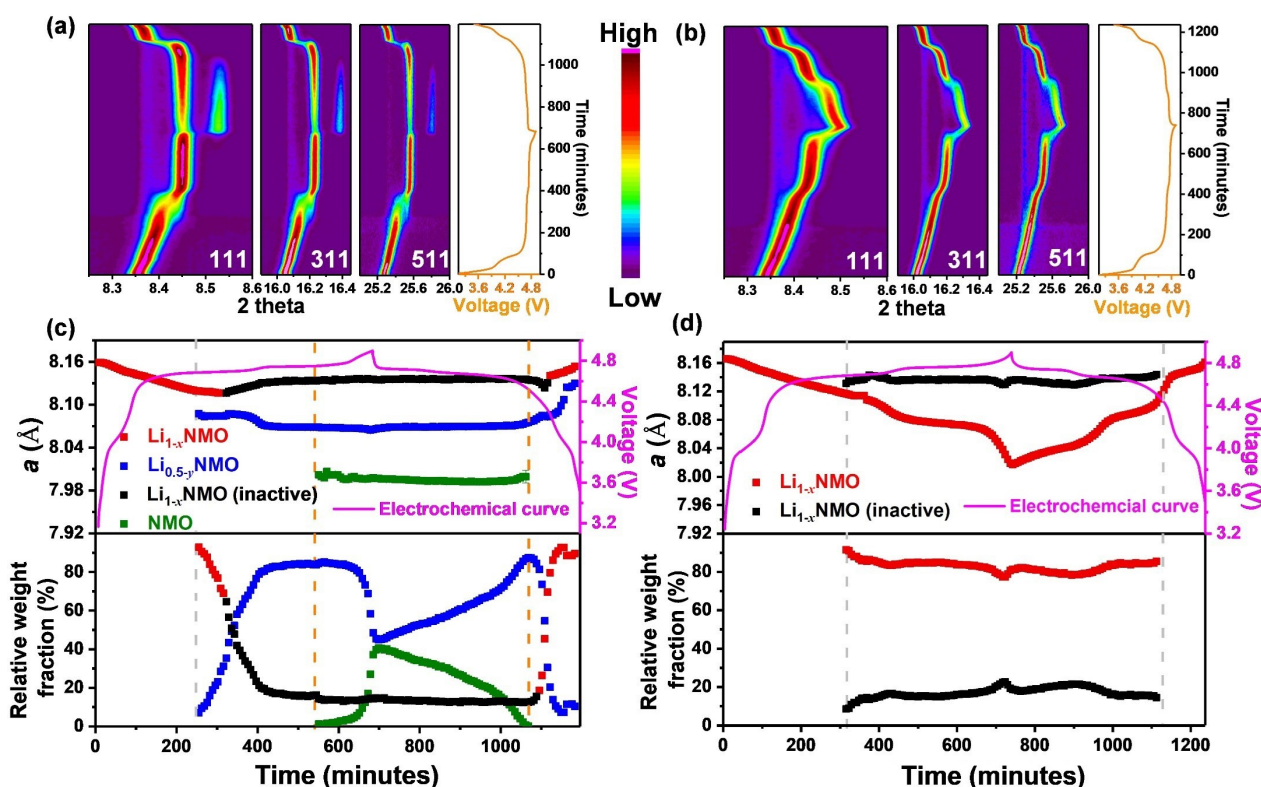 (a)
High
(b)
111
311
511
Low
111
311
511
1000
800
600
400
200
0
Time (minutes)
1200
1000
800
600
400
200
0
Time (minutes)
8.3 8.4 8.5 8.6
16.0 16.2 16.4
25.2 25.6 26.0
3.6 4.2 4.8
2 theta
Voltage (V)
8.3 8.4 8.5 8.6
16.0 16.2 16.4
25.2 25.6 26.0
3.6 4.2 4.8
2 theta
Voltage (V)
(c)
8.16
8.10
8.04
7.98
7.92
a (Å)
Li1-xNMO
Li0.5-yNMO
Li1-xNMO (inactive)
NMO
Electrochemical curve
4.8
4.4
4.0
3.6
3.2
Voltage (V)
80
60
40
20
0
Relative weight
fraction (%)
0 200 400 600 800 1000
Time (minutes)
(d)
8.16
8.12
8.08
8.04
8.00
7.96
7.92
a (Å)
Li1-xNMO
Li1-xNMO (inactive)
Electrochemcial curve
4.8
4.4
4.0
3.6
3.2
Voltage (V)
80
60
40
20
0
Relative weight
fraction (%)
0 200 400 600 800 1000 1200
Time (minutes)